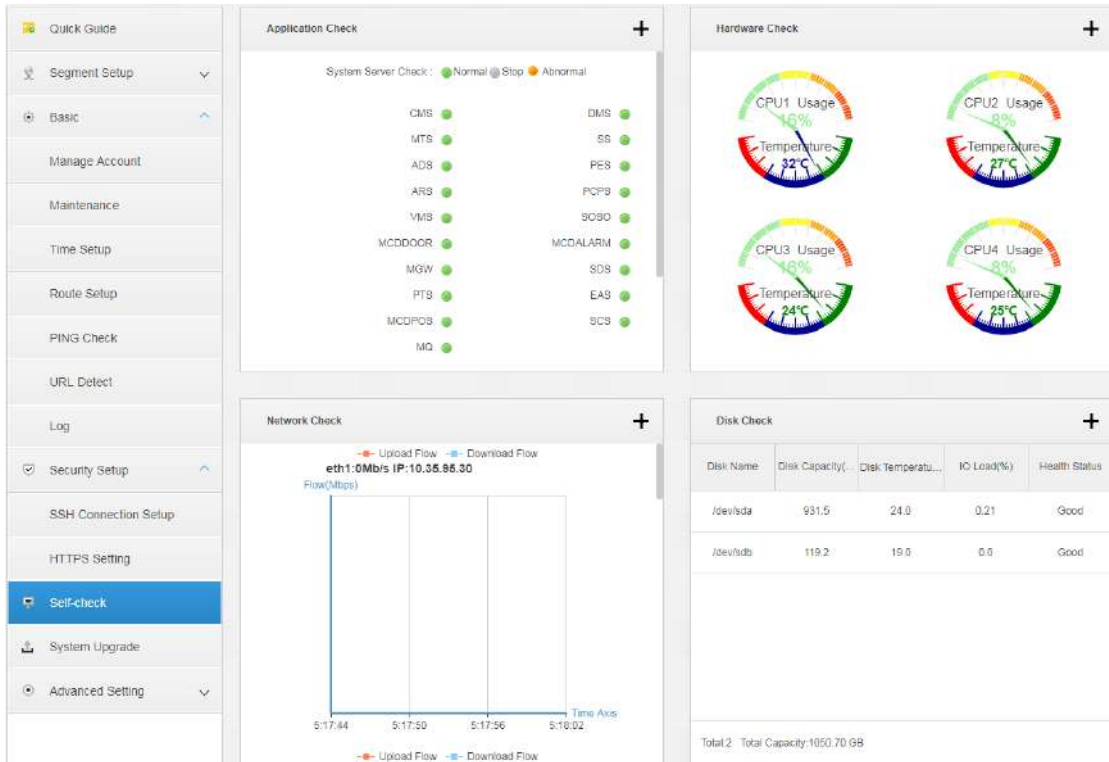 Quick Guide
Segment Setup
Basic
Manage Account
Maintenance
Time Setup
Route Setup
PING Check
URL Detect
Log
Security Setup
SSH Connection Setup
HTTPS Setting
Self-check
System Upgrade
Advanced Setting
Application Check
System Server Check : Normal Stop Abnormal
CMS DMS
MTS SS
ADS PES
ARS PCPS
VMS SOSO
MCDDOOR MCDALARM
MGW SDS
PTS EAS
MCDPOS SCS
MQ
Hardware Check
CPU1 Usage
16%
Temperature
32°C
CPU2 Usage
8%
Temperature
27°C
CPU3 Usage
16%
Temperature
24°C
CPU4 Usage
8%
Temperature
25°C
Network Check
Upload Flow Download Flow
eth1:0Mb/s IP:10.35.95.30
Flow(Mbps)
Time Axis
5:17:44 5:17:50 5:17:56 5:18:02
Upload Flow Download Flow
Disk Check
Disk Name Disk Capacity(... Disk Temperatu... IO Load(%) Health Status
/dev/sda 931.5 24.0 0.21 Good
/dev/sdb 119.2 19.0 0.0 Good
Total:2 Total Capacity:1050.70 GB